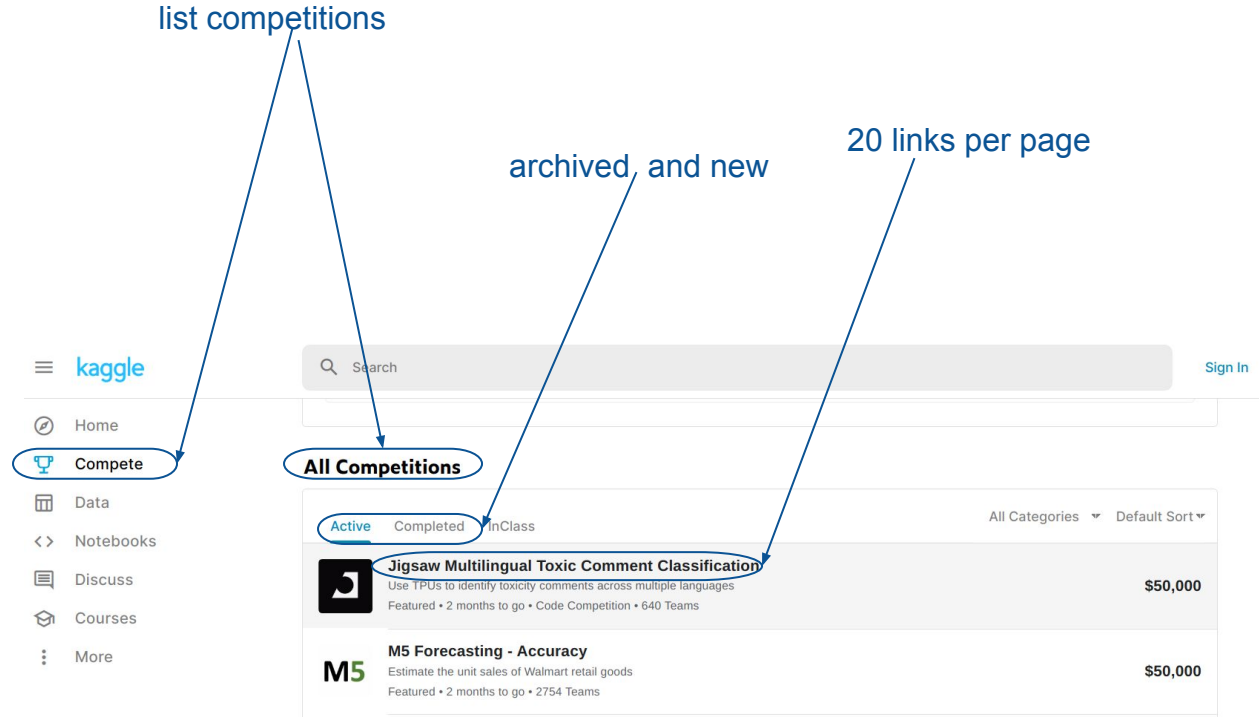 list competitions
20 links per page
archived and new
kaggle
Search
Sign In
Home
Compete
Data
Notebooks
Discuss
Courses
More
All Competitions
Active Completed InClass
All Categories Default Sort
Jigsaw Multilingual Toxic Comment Classification
Use TPUs to identify toxicity comments across multiple languages
Featured • 2 months to go • Code Competition • 640 Teams
$50,000
M5
M5 Forecasting - Accuracy
Estimate the unit sales of Walmart retail goods
Featured • 2 months to go • 2754 Teams
$50,000